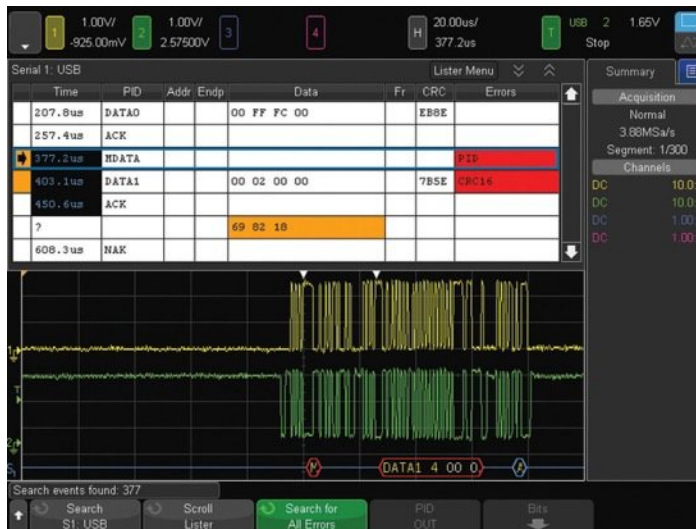 1 1.00V/ -925.00mV 2 1.00V/ 2.57500V 3 4 H 20.00us/ 377.2us T USB 2 1.65V Stop
Serial 1: USB Lister Menu
Time PID Addr Endp Data Fr CRC Errors
207.8us DATA0 00 FF FC 00 EB8E
257.4us ACK
377.2us MDATA PID
403.1us DATA1 00 02 00 00 7B5E CRC16
450.6us ACK
? 69 82 18
608.3us NAK
Summary
Acquisition
Normal
3.88MSa/s
Segment: 1/300
Channels
DC 10.0:
DC 10.0:
DC 1.00:
DC 1.00:
1
T
2
S1 M DATA1 4 00 0 A
Search events found: 377
Search
S1: USB
Scroll
Lister
Search for
All Errors
PID
OUT
Bits